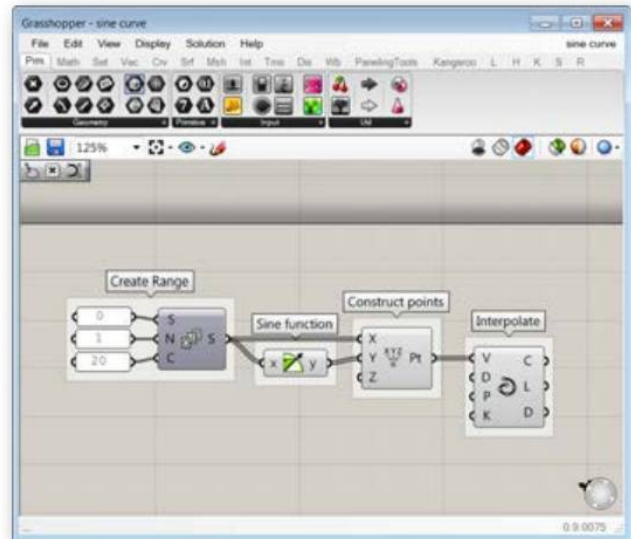 Grasshopper - sine curve
File Edit View Display Solution Help sine curve
Prm Math Set Vec Crv Srf Msh Int Trns Dis Wb PanelingTools Kangaroo L H K S R
Geometry Primitive Input Util
125%
Create Range
Construct points
Sine function
Interpolate
0 S
1 N S
20 C
x y
X
Y XYZ Pt
Z
V C
D L
P
K D
0.9.0075